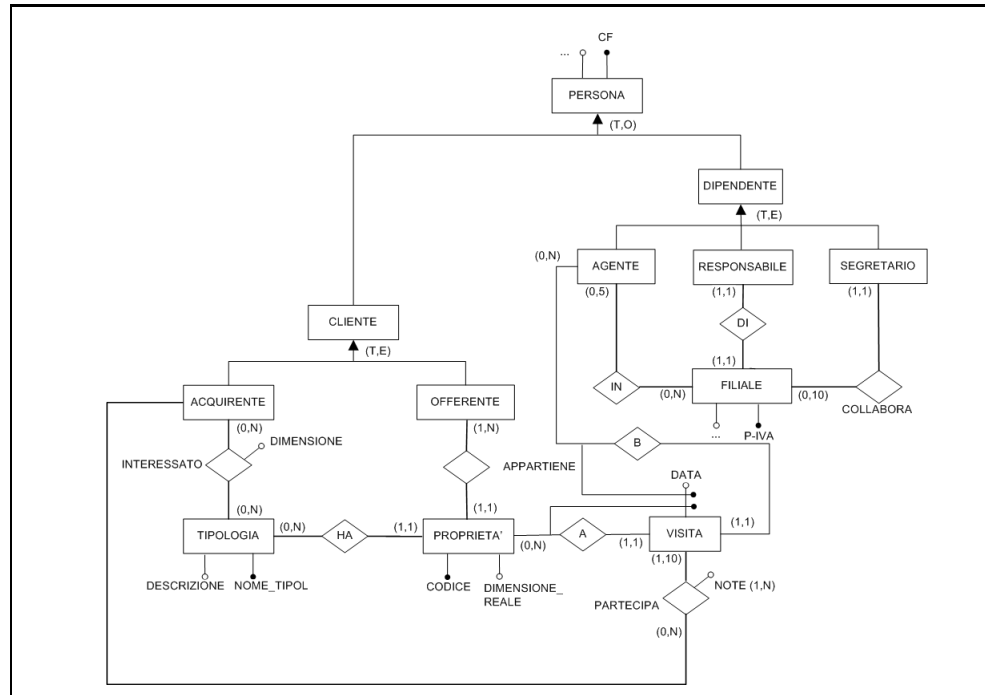 CF
...
PERSONA
(T,O)
DIPENDENTE
(T,E)
(0,N)
AGENTE
RESPONSABILE
SEGRETARIO
(0,5)
(1,1)
(1,1)
CLIENTE
DI
(T,E)
(1,1)
ACQUIRENTE
OFFERENTE
IN
(0,N)
FILIALE
(0,10)
COLLABORA
(0,N)
(1,N)
...
P-IVA
DIMENSIONE
B
INTERESSATO
APPARTIENE
DATA
(0,N)
(0,N)
(1,1)
(1,1)
TIPOLOGIA
HA
PROPRIETA'
(0,N)
A
(1,1)
VISITA
(1,1)
(1,10)
DESCRIZIONE
NOME_TIPOL
CODICE
DIMENSIONE_
REALE
NOTE (1,N)
PARTECIPA
(0,N)